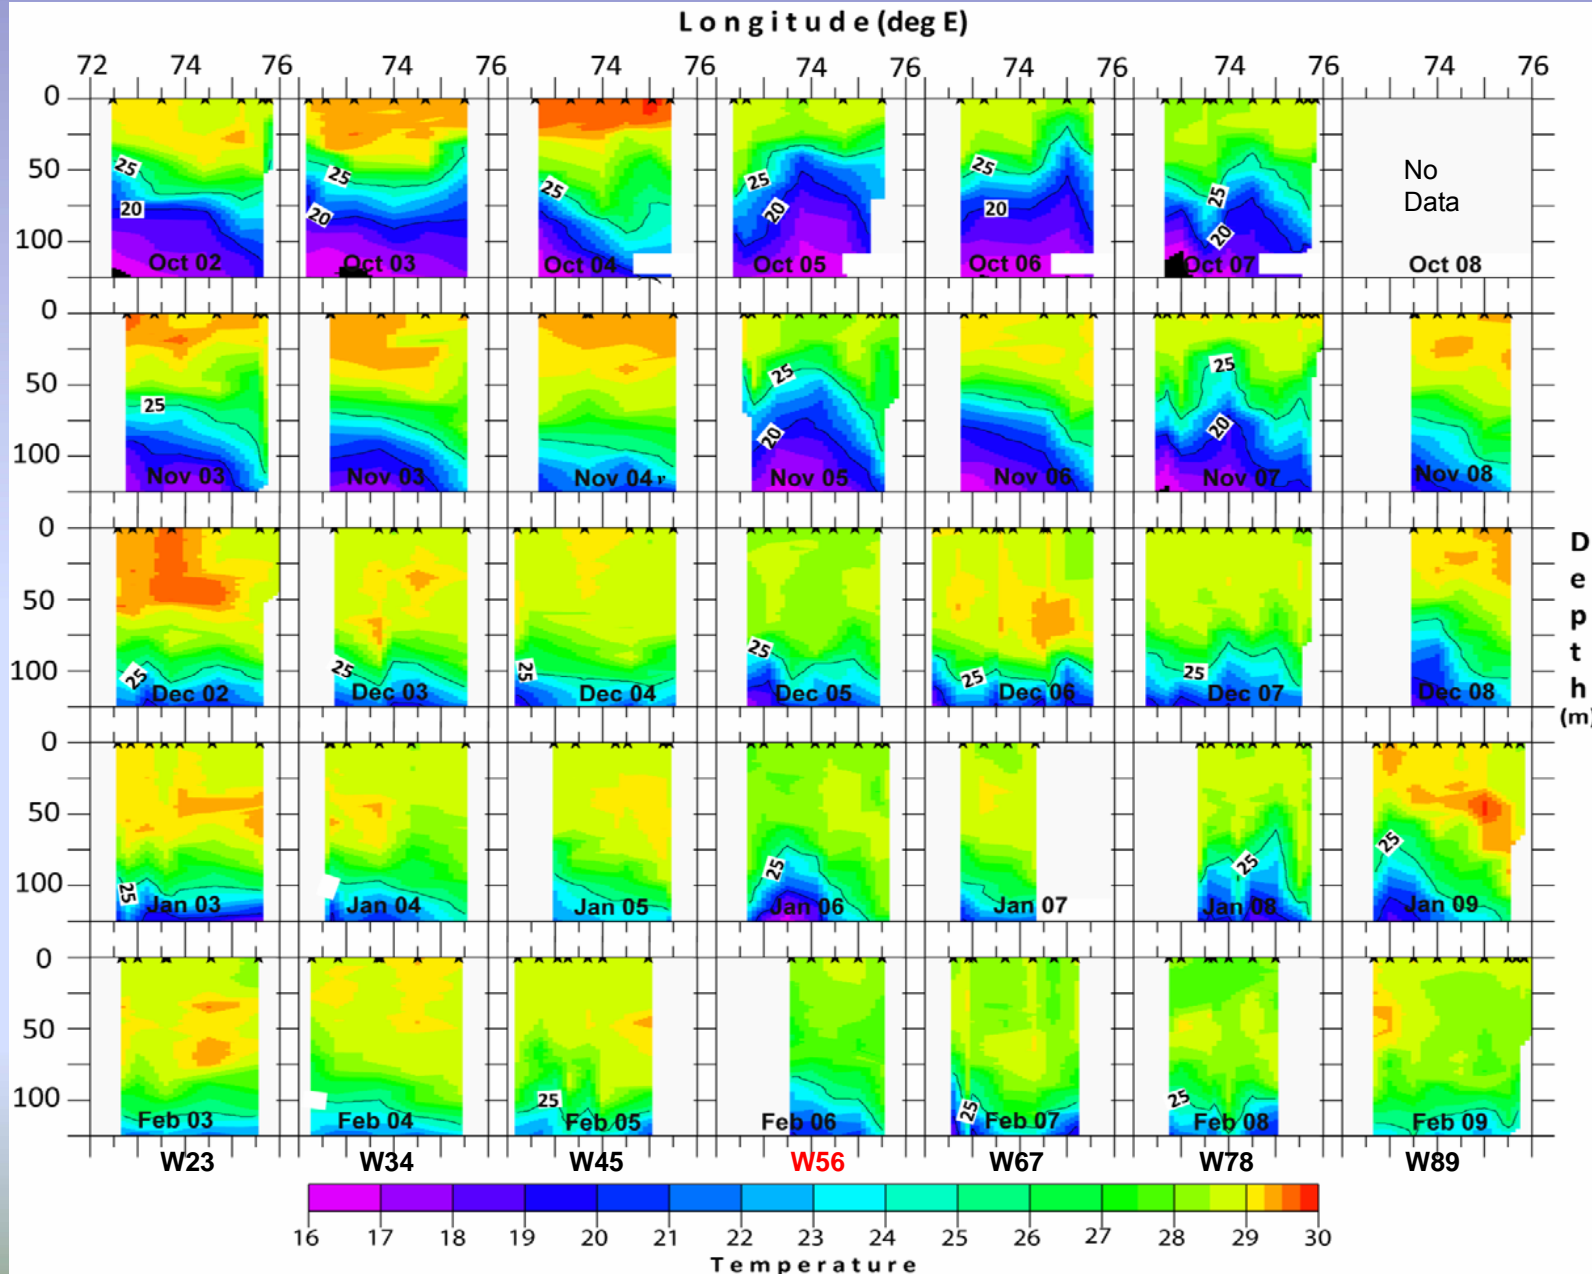 Longitude (deg E)
72 74 76 74 76 74 76 74 76 74 76 74 76 74 76
0
50
100
25 20 Oct 02
25 20 Oct 03
25 Oct 04
25 20 Oct 05
25 20 Oct 06
25 20 Oct 07
No
Data
Oct 08
0
50
100
25 Nov 03
Nov 03
Nov 04 v
25 20 Nov 05
Nov 06
25 20 Nov 07
Nov 08
0
50
100
25 Dec 02
25 Dec 03
25 Dec 04
25 Dec 05
25 Dec 06
25 Dec 07
Dec 08
Depth
(m)
0
50
100
25 Jan 03
Jan 04
Jan 05
25 Jan 06
Jan 07
25 Jan 08
25 Jan 09
0
50
100
Feb 03
Feb 04
25 Feb 05
Feb 06
25 Feb 07
25 Feb 08
Feb 09
W23 W34 W45 W56 W67 W78 W89
16 17 18 19 20 21 22 23 24 25 26 27 28 29 30
Temperature